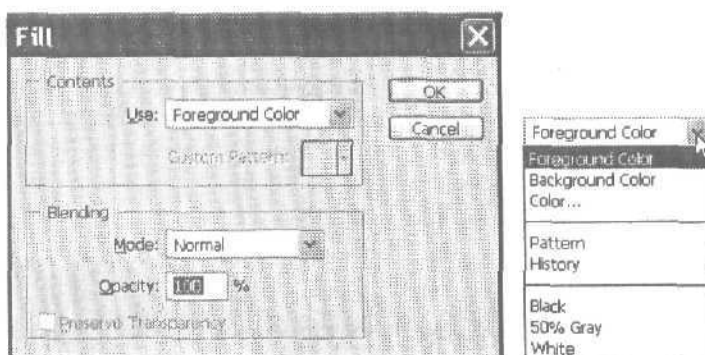 Fill
Contents
Use: Foreground Color
Custom Pattern:
OK
Cancel
Blending
Mode: Normal
Opacity: 100 %
Preserve Transparency
Foreground Color
Foreground Color
Background Color
Color...
Pattern
History
Black
50% Gray
White